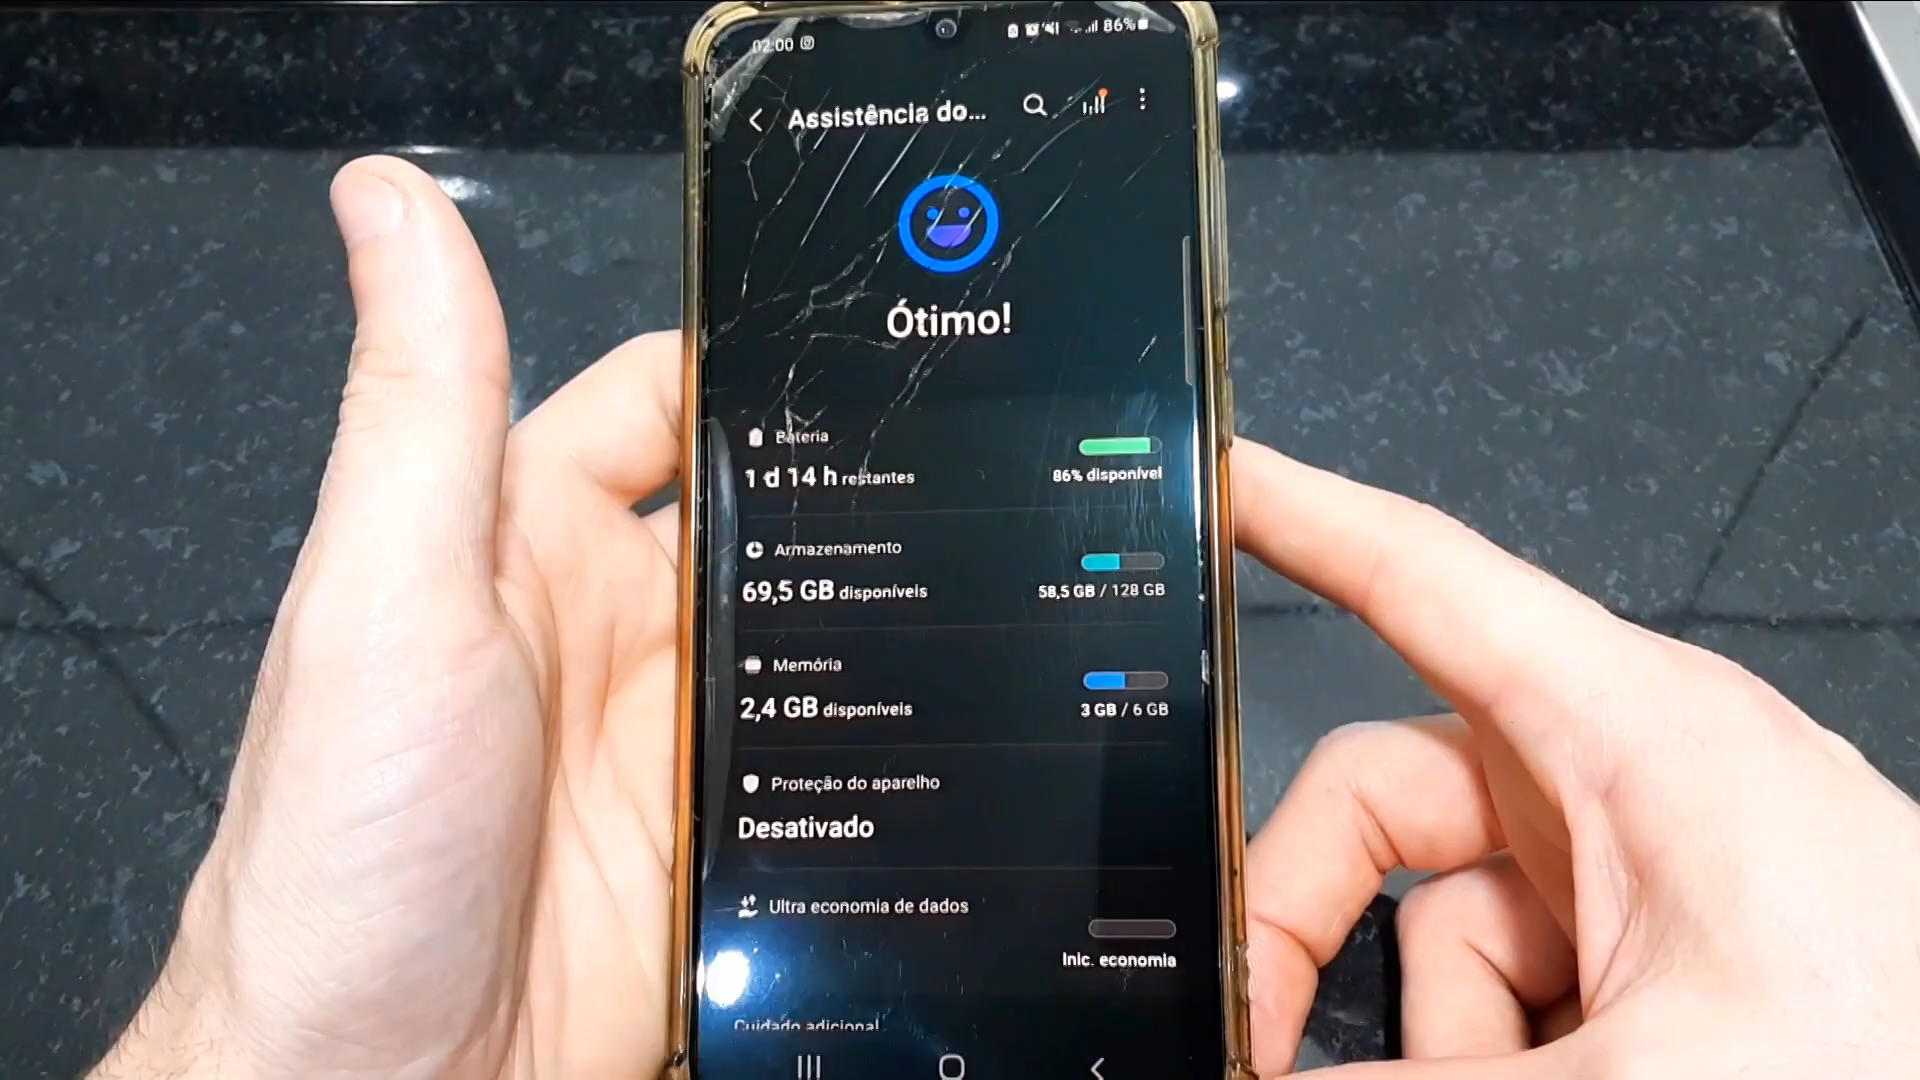 02:00 86%
Assistência do...
Ótimo!
Bateria
1 d 14 h restantes
86% disponível
Armazenamento
69,5 GB disponíveis
58,5 GB / 128 GB
Memória
2,4 GB disponíveis
3 GB / 6 GB
Proteção do aparelho
Desativado
Ultra economia de dados
Inic. economia
Cuidado adicional